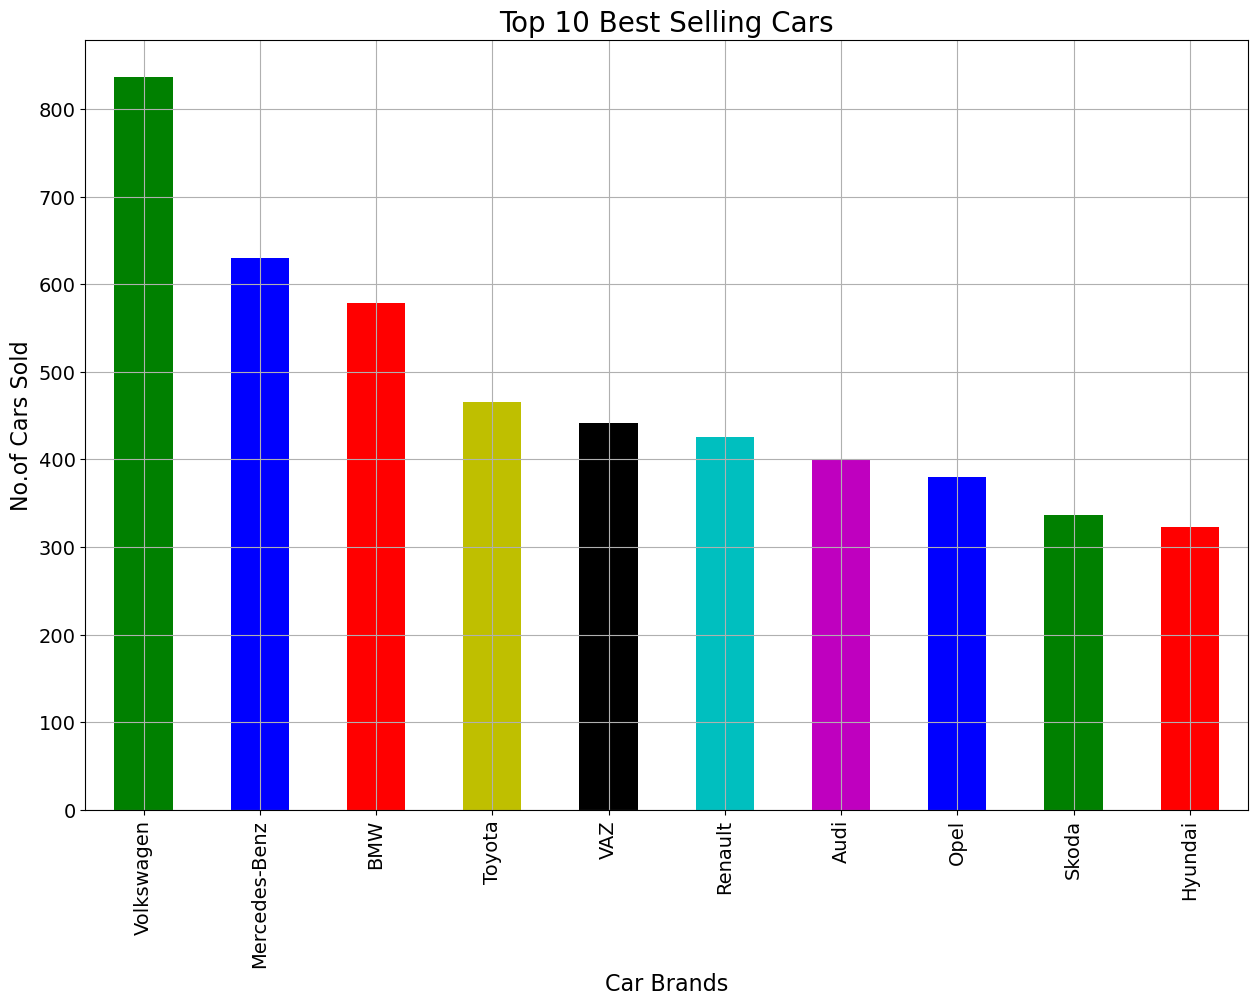 Top 10 Best Selling Cars
No.of Cars Sold
800
700
600
500
400
300
200
100
0
Volkswagen
Mercedes-Benz
BMW
Toyota
VAZ
Renault
Audi
Opel
Skoda
Hyundai
Car Brands